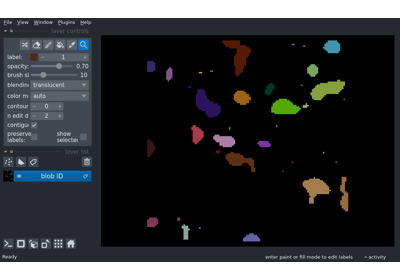 File View Window Plugins Help
layer controls
label: 1
opacity: 0.70
brush si 10
blending translucent
color m auto
contour 0
n edit d 2
contigu
preserve labels: show selected
layer list
blob ID
Ready
enter paint or fill mode to edit labels
activity